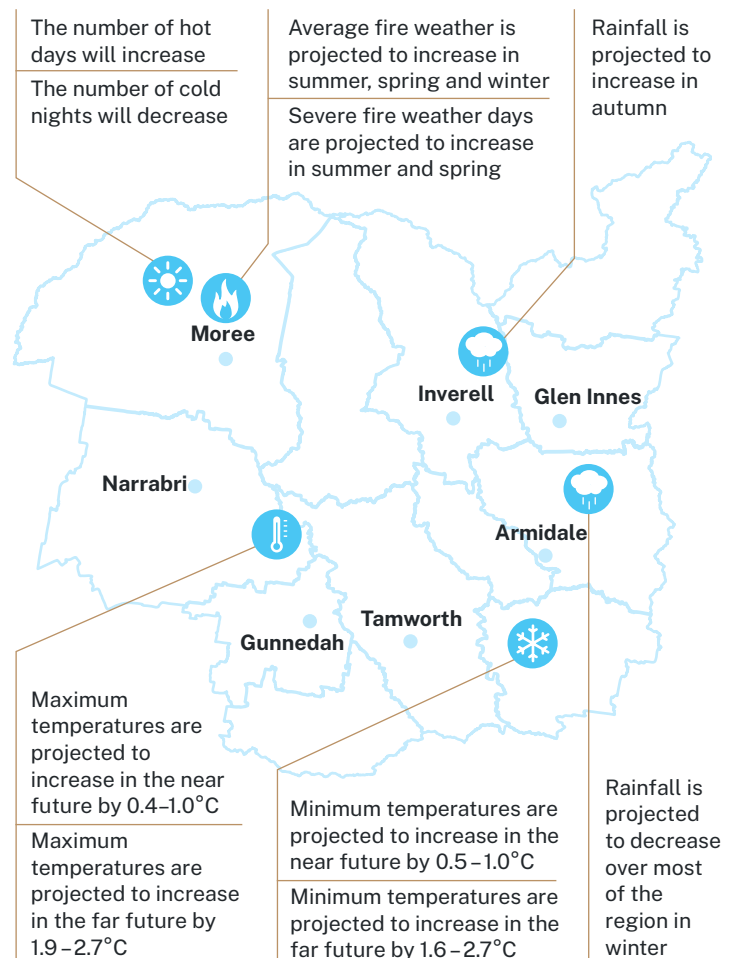 The number of hot
days will increase
The number of cold
nights will decrease
Average fire weather is
projected to increase in
summer, spring and winter
Severe fire weather days
are projected to increase
in summer and spring
Rainfall is
projected to
increase in
autumn
Moree
Inverell
Glen Innes
Narrabri
Armidale
Tamworth
Gunnedah
Maximum
temperatures are
projected to
increase in the near
future by 0.4–1.0°C
Maximum
temperatures are
projected to increase
in the far future by
1.9–2.7°C
Minimum temperatures are
projected to increase in the
near future by 0.5–1.0°C
Minimum temperatures are
projected to increase in the
far future by 1.6–2.7°C
Rainfall is
projected
to decrease
over most
of the
region in
winter